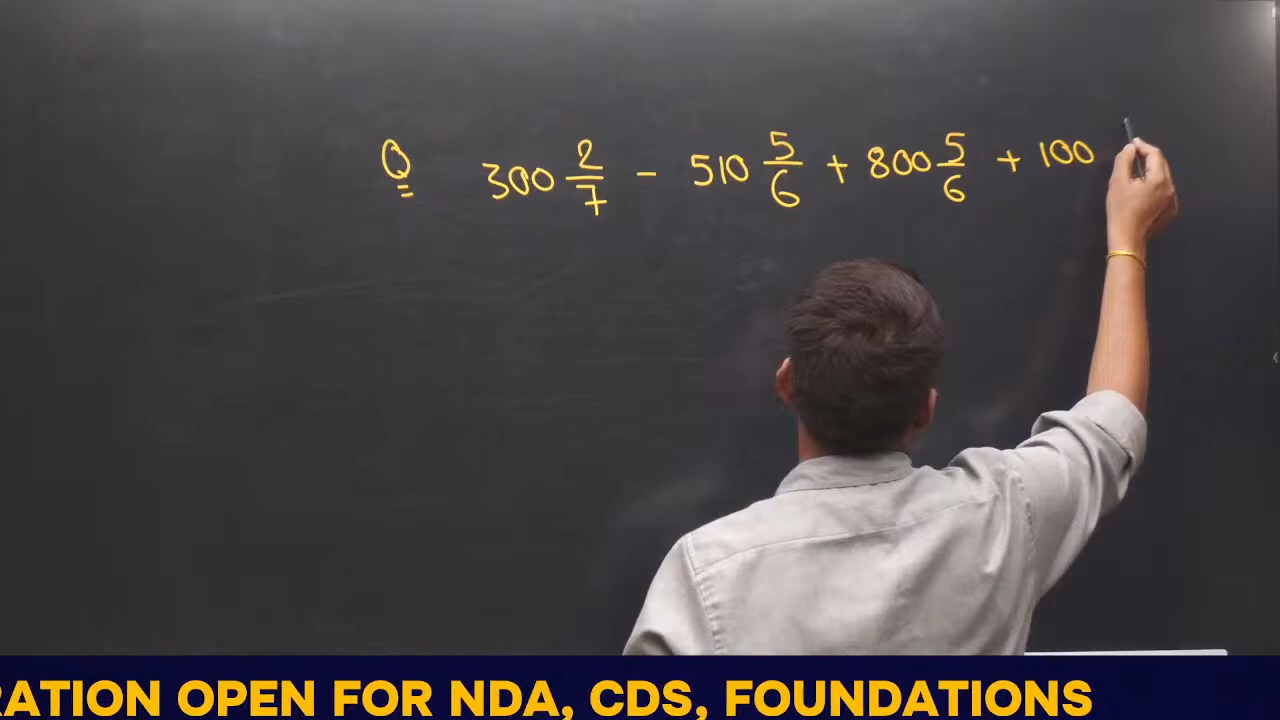 Q 300 2/7 - 510 5/6 + 800 5/6 + 100
RATION OPEN FOR NDA, CDS, FOUNDATIONS